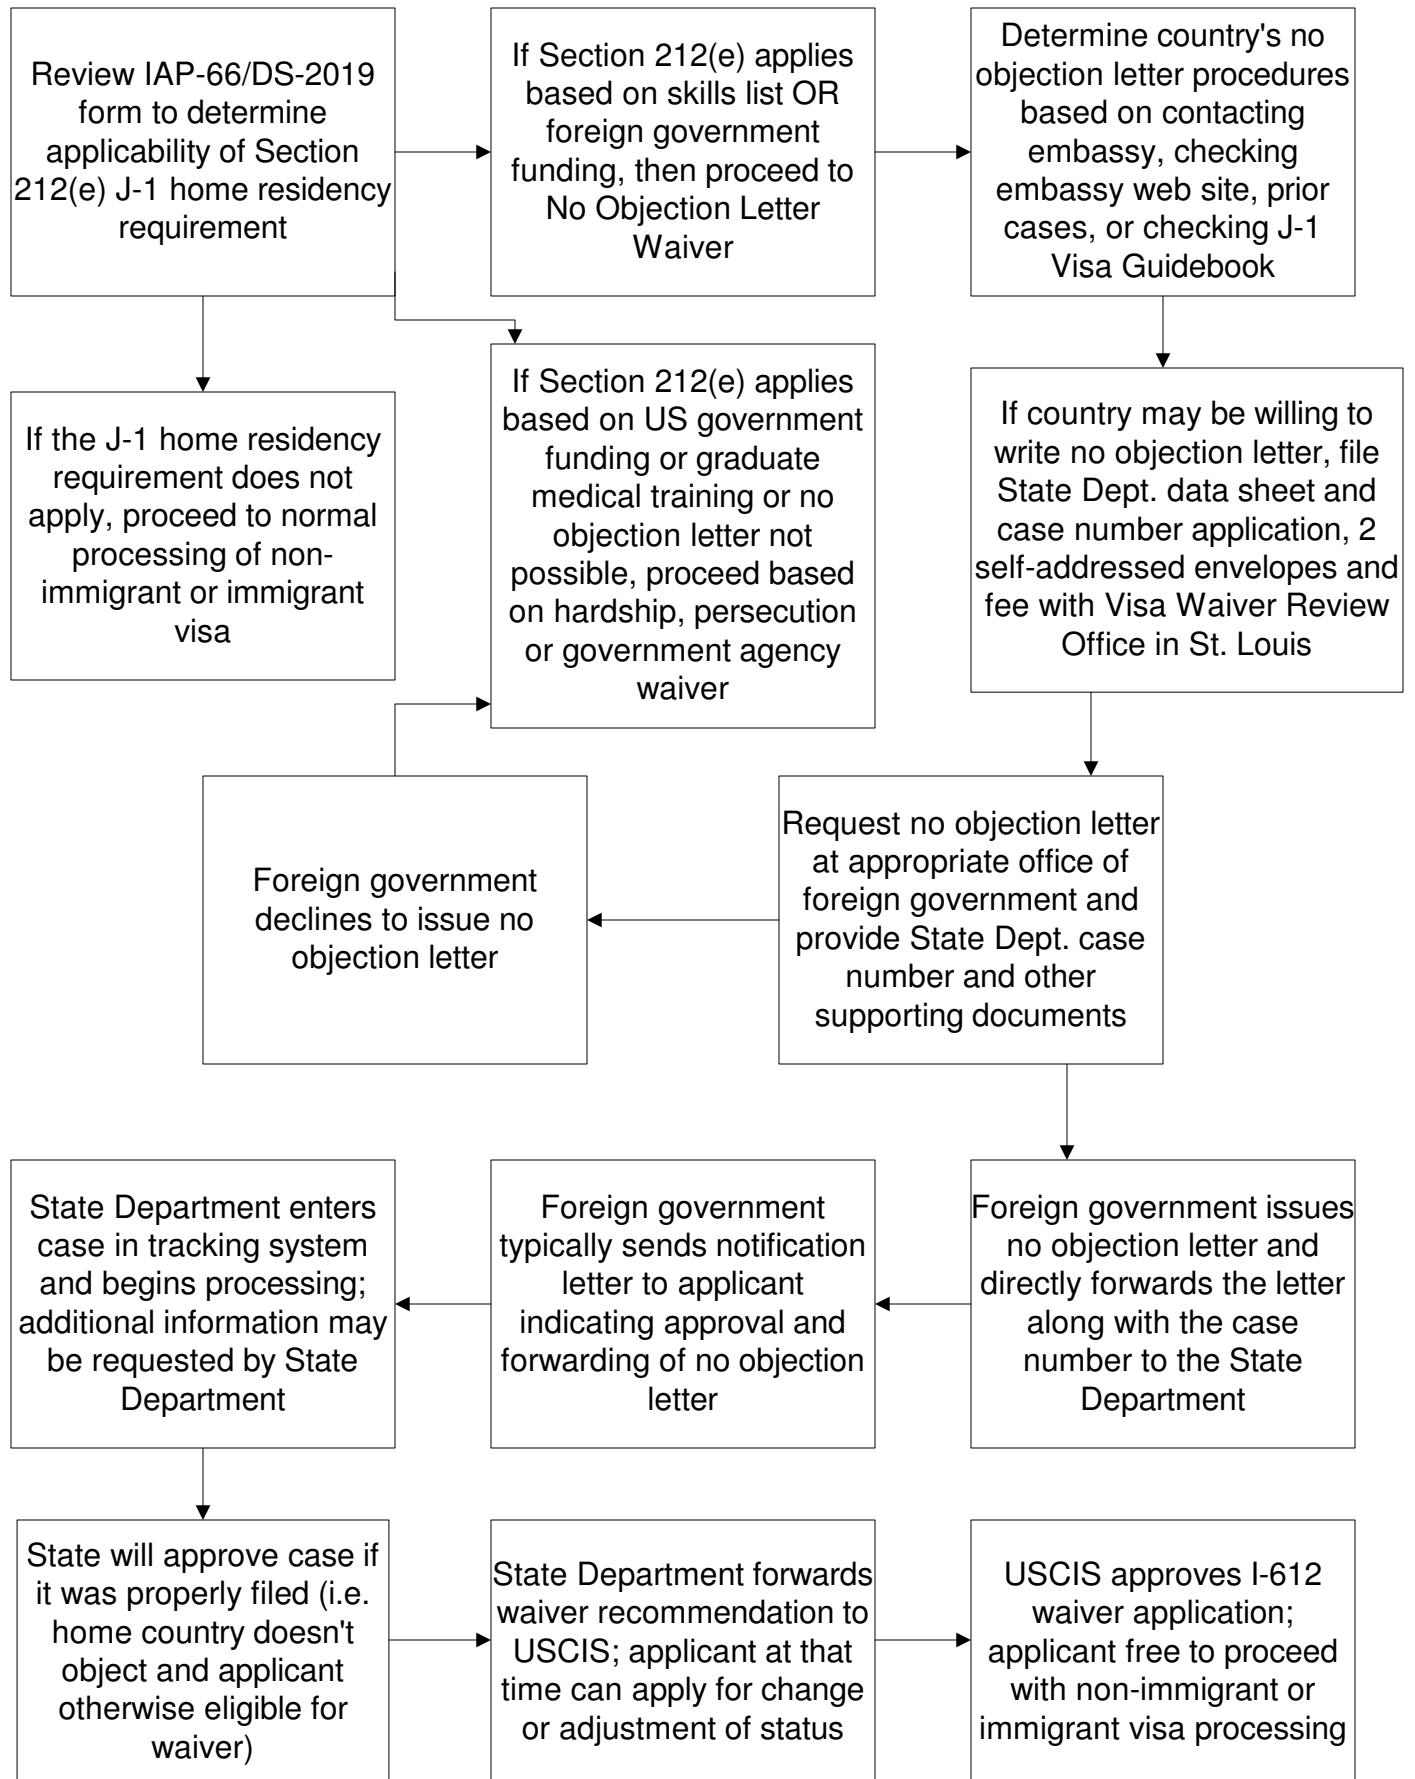 Review IAP-66/DS-2019
form to determine
applicability of Section
212(e) J-1 home residency
requirement
If Section 212(e) applies
based on skills list OR
foreign government
funding, then proceed to
No Objection Letter
Waiver
Determine country's no
objection letter procedures
based on contacting
embassy, checking
embassy web site, prior
cases, or checking J-1
Visa Guidebook
If the J-1 home residency
requirement does not
apply, proceed to normal
processing of non-
immigrant or immigrant
visa
If Section 212(e) applies
based on US government
funding or graduate
medical training or no
objection letter not
possible, proceed based
on hardship, persecution
or government agency
waiver
If country may be willing to
write no objection letter, file
State Dept. data sheet and
case number application, 2
self-addressed envelopes and
fee with Visa Waiver Review
Office in St. Louis
Foreign government
declines to issue no
objection letter
Request no objection letter
at appropriate office of
foreign government and
provide State Dept. case
number and other
supporting documents
State Department enters
case in tracking system
and begins processing;
additional information may
be requested by State
Department
Foreign government
typically sends notification
letter to applicant
indicating approval and
forwarding of no objection
letter
Foreign government issues
no objection letter and
directly forwards the letter
along with the case
number to the State
Department
State will approve case if
it was properly filed (i.e.
home country doesn't
object and applicant
otherwise eligible for
waiver)
State Department forwards
waiver recommendation to
USCIS; applicant at that
time can apply for change
or adjustment of status
USCIS approves I-612
waiver application;
applicant free to proceed
with non-immigrant or
immigrant visa processing